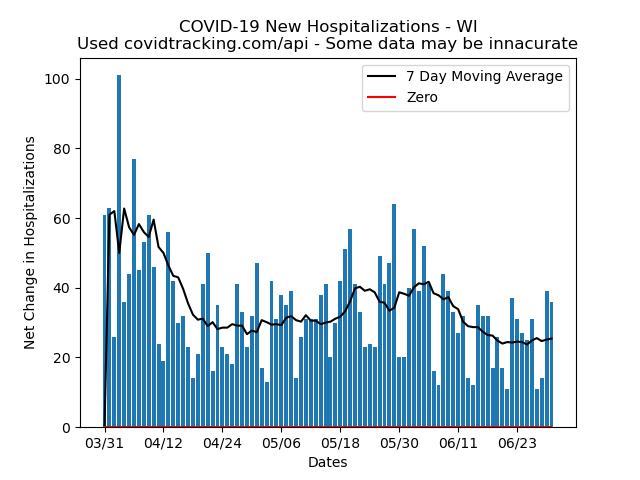 COVID-19 New Hospitalizations - WI
Used covidtracking.com/api - Some data may be innacurate
7 Day Moving Average
Zero
Net Change in Hospitalizations
100
80
60
40
20
0
03/31 04/12 04/24 05/06 05/18 05/30 06/11 06/23
Dates